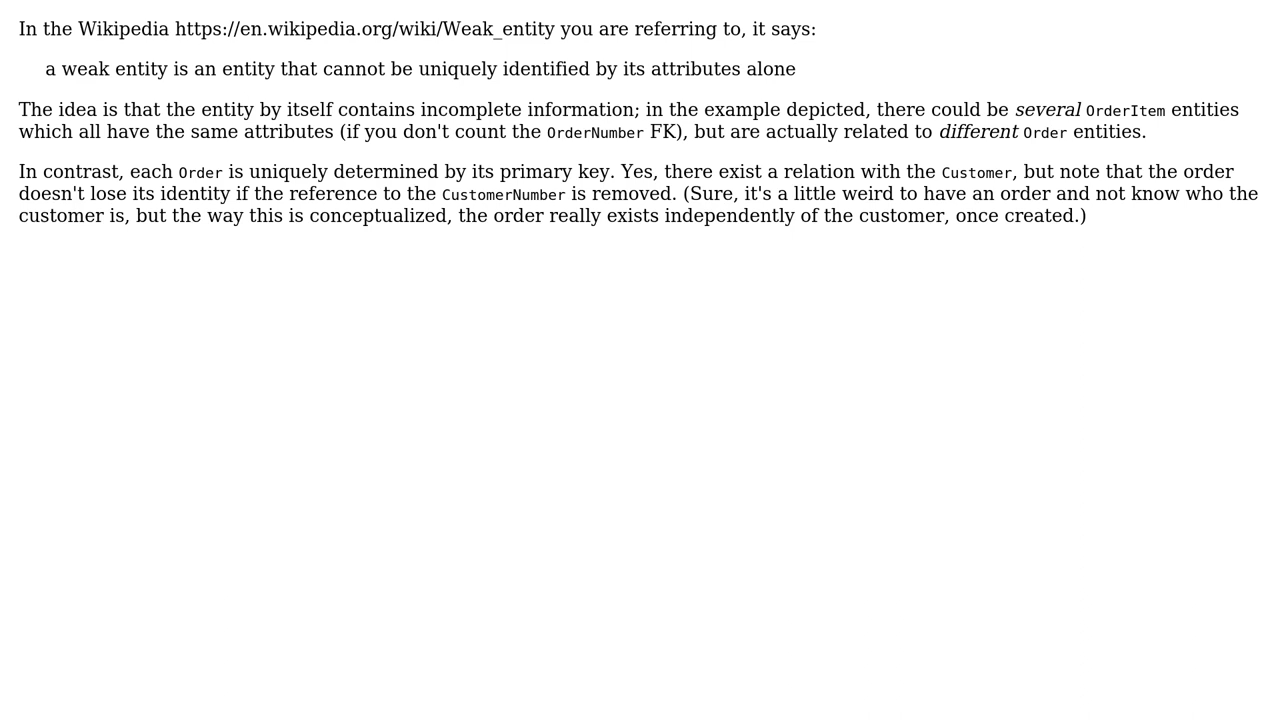 In the Wikipedia https://en.wikipedia.org/wiki/Weak_entity you are referring to, it says:
a weak entity is an entity that cannot be uniquely identified by its attributes alone
The idea is that the entity by itself contains incomplete information; in the example depicted, there could be several OrderItem entities
which all have the same attributes (if you don't count the OrderNumber FK), but are actually related to different Order entities.
In contrast, each Order is uniquely determined by its primary key. Yes, there exist a relation with the Customer, but note that the order
doesn't lose its identity if the reference to the CustomerNumber is removed. (Sure, it's a little weird to have an order and not know who the
customer is, but the way this is conceptualized, the order really exists independently of the customer, once created.)